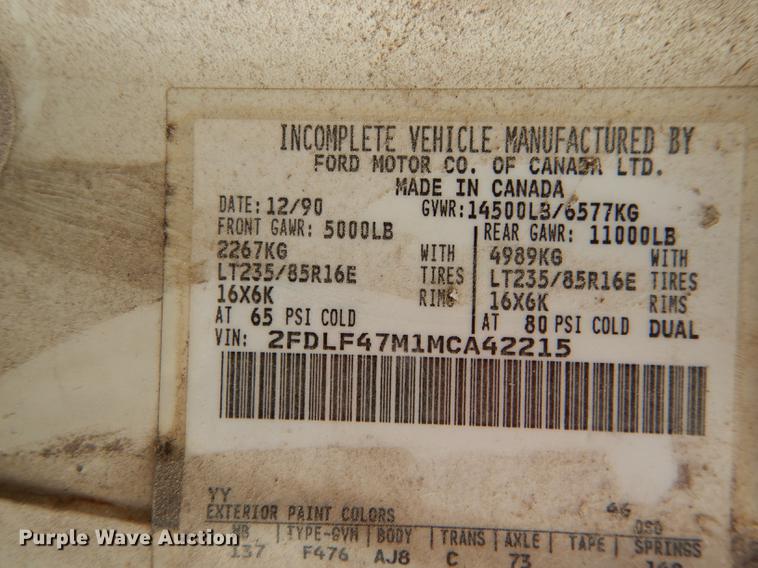 INCOMPLETE VEHICLE MANUFACTURED BY
FORD MOTOR CO. OF CANADA LTD.
MADE IN CANADA
DATE: 12/90 GVWR: 14500LB/6577KG
FRONT GAWR: 5000LB REAR GAWR: 11000LB
2267KG WITH 4989KG WITH
LT235/85R16E TIRES LT235/85R16E TIRES
16X6K RIMS 16X6K RIMS
AT 65 PSI COLD AT 80 PSI COLD DUAL
VIN: 2FDLF47M1MCA42215
YY 4G
EXTERIOR PAINT COLORS DSO
WB TYPE-GVW BODY TRANS AXLE TAPE SPRINGS
137 F476 AJ8 C 73
Purple Wave Auction